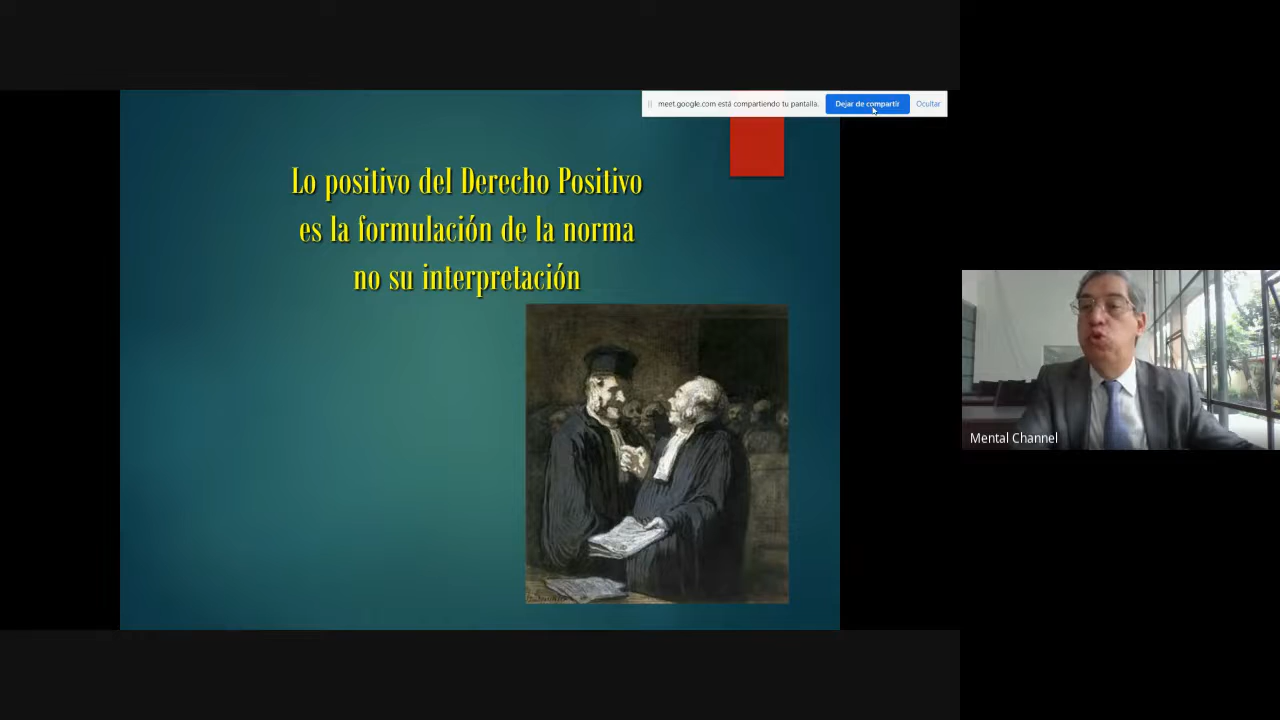 meet.google.com está compartiendo tu pantalla.
Dejar de compartir
Ocultar
Lo positivo del Derecho Positivo
es la formulación de la norma
no su interpretación
Mental Channel